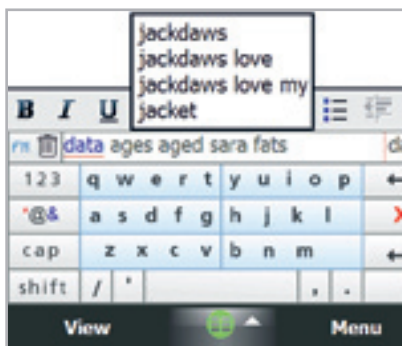 jackdaws
jackdaws love
jackdaws love my
jacket
B I U
data ages aged sara fats
123 q w e r t y u i o p
*@& a s d f g h j k l
cap z x c v b n m
shift / ' , .
View Menu